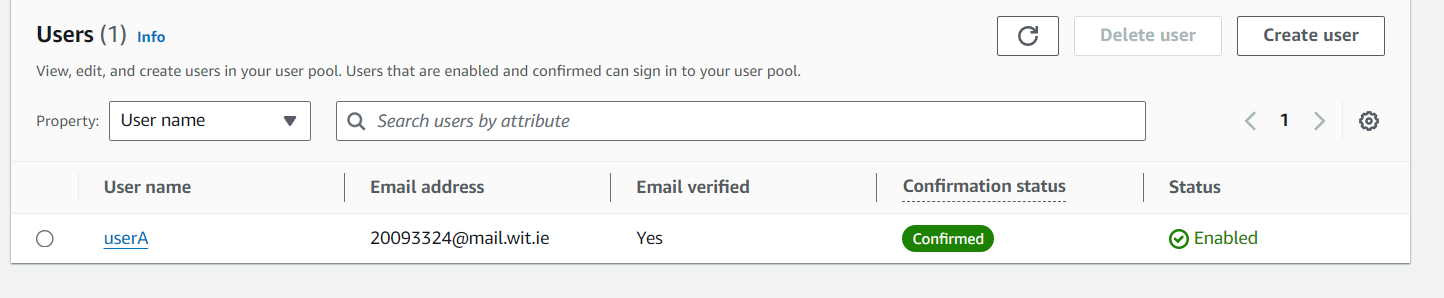 Users (1) Info
Delete user
Create user
View, edit, and create users in your user pool. Users that are enabled and confirmed can sign in to your user pool.
Property: User name
Search users by attribute
1
User name Email address Email verified Confirmation status Status
userA 20093324@mail.wit.ie Yes Confirmed Enabled